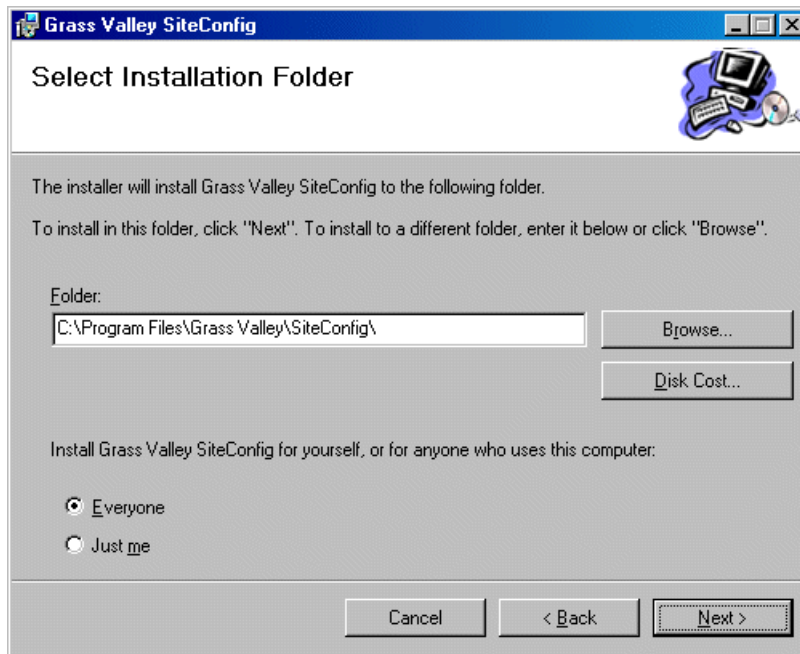 Grass Valley SiteConfig
Select Installation Folder
The installer will install Grass Valley SiteConfig to the following folder.
To install in this folder, click "Next". To install to a different folder, enter it below or click "Browse".
Folder:
C:\Program Files\Grass Valley\SiteConfig\
Browse...
Disk Cost...
Install Grass Valley SiteConfig for yourself, or for anyone who uses this computer:
Everyone
Just me
Cancel
< Back
Next >